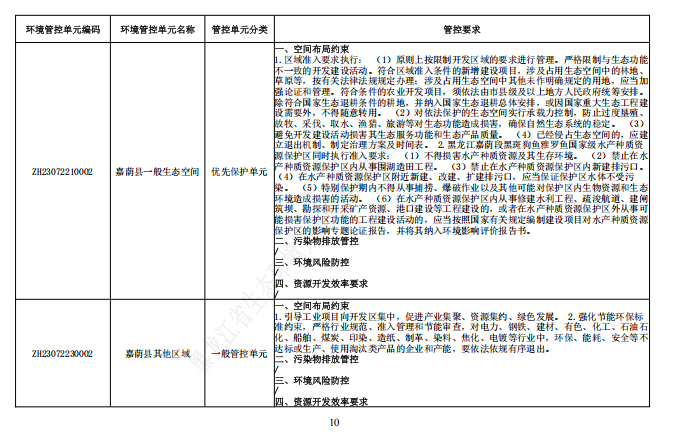 环境管控单元编码 环境管控单元名称 管控单元分类 管控要求
一、空间布局约束
1.区域准入要求执行：（1）原则上按限制开发区域的要求进行管理。严格限制与生态功能
不一致的开发建设活动。符合区域准入条件的新增建设项目，涉及占用生态空间中的林地、
草原等，按有关法律法规规定办理；涉及占用生态空间中其他未作明确规定的用地，应当加
强论证和管理。符合条件的农业开发项目，须依法由市县级及以上地方人民政府统筹安排。
除符合国家生态退耕条件的耕地，并纳入国家生态退耕总体安排，或因国家重大生态工程建
设需要外，不得随意转用。（2）对依法保护的生态空间实行承载力控制，防止过度垦殖、
放牧、采伐、取水、渔猎、旅游等对生态功能造成损害，确保自然生态系统的稳定。（3）
避免开发建设活动损害其生态服务功能和生态产品质量。（4）已经侵占生态空间的，应建
立退出机制、制定治理方案及时间表。2.黑龙江嘉荫段黑斑狗鱼雅罗鱼国家级水产种质资
源保护区同时执行准入要求：（1）不得损害水产种质资源及其生存环境。（2）禁止在水
产种质资源保护区内从事围湖造田工程。（3）禁止在水产种质资源保护区内新建排污口。
（4）在水产种质资源保护区附近新建、改建、扩建排污口，应当保证保护区水体不受污
染。（5）特别保护期内不得从事捕捞、爆破作业以及其他可能对保护区内生物资源和生态
环境造成损害的活动。（6）在水产种质资源保护区内从事修建水利工程、疏浚航道、建闸
筑坝、勘探和开采矿产资源、港口建设等工程建设的，或者在水产种质资源保护区外从事可
能损害保护区功能的工程建设活动的，应当按照国家有关规定编制建设项目对水产种质资源
保护区的影响专题论证报告，并将其纳入环境影响评价报告书。
二、污染物排放管控
/
三、环境风险防控
/
四、资源开发效率要求
/
ZH23072210002 嘉荫县一般生态空间 优先保护单元
一、空间布局约束
1.引导工业项目向开发区集中，促进产业集聚、资源集约、绿色发展。2.强化节能环保标
准约束，严格行业规范、准入管理和节能审查，对电力、钢铁、建材、有色、化工、石油石
化、船舶、煤炭、印染、造纸、制革、染料、焦化、电镀等行业中，环保、能耗、安全等不
达标或生产、使用淘汰类产品的企业和产能，要依法依规有序退出。
二、污染物排放管控
/
三、环境风险防控
/
四、资源开发效率要求
ZH23072230002 嘉荫县其他区域 一般管控单元
10